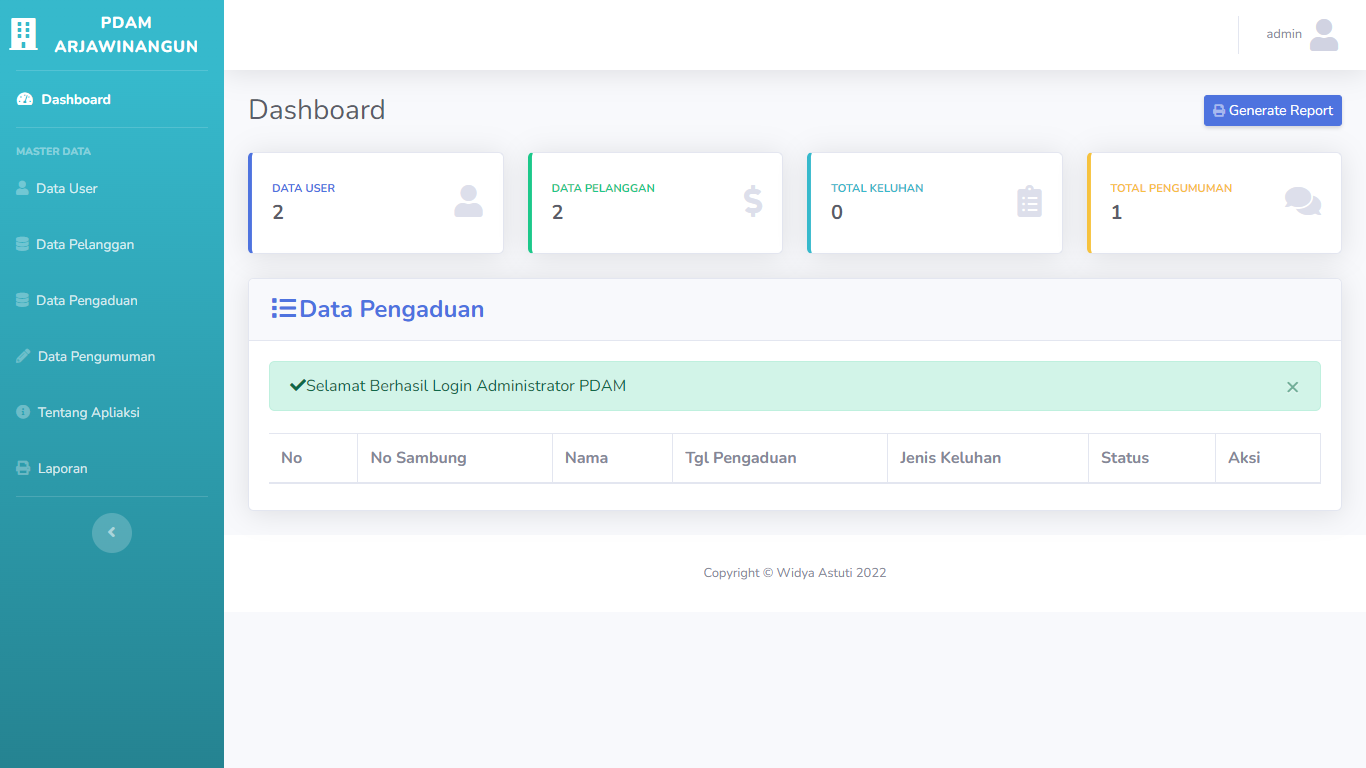 PDAM
ARJAWINANGUN
Dashboard
MASTER DATA
Data User
Data Pelanggan
Data Pengaduan
Data Pengumuman
Tentang Apliaksi
Laporan
admin
Dashboard
Generate Report
DATA USER
2
DATA PELANGGAN
2
TOTAL KELUHAN
0
TOTAL PENGUMUMAN
1
Data Pengaduan
Selamat Berhasil Login Administrator PDAM ×
No No Sambung Nama Tgl Pengaduan Jenis Keluhan Status Aksi
Copyright © Widya Astuti 2022